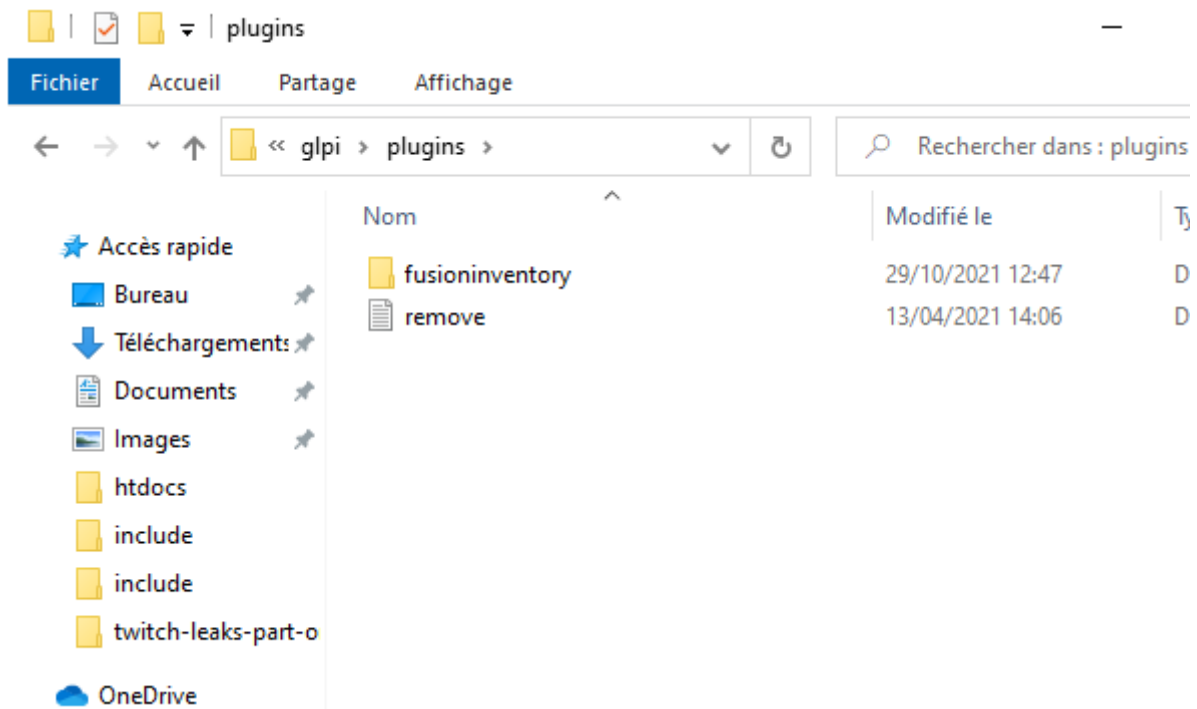 plugins
Fichier Accueil Partage Affichage
« glpi > plugins > Rechercher dans : plugins
Nom Modifié le
Accès rapide
fusioninventory 29/10/2021 12:47
Bureau
remove 13/04/2021 14:06
Téléchargements
Documents
Images
htdocs
include
include
twitch-leaks-part-o
OneDrive